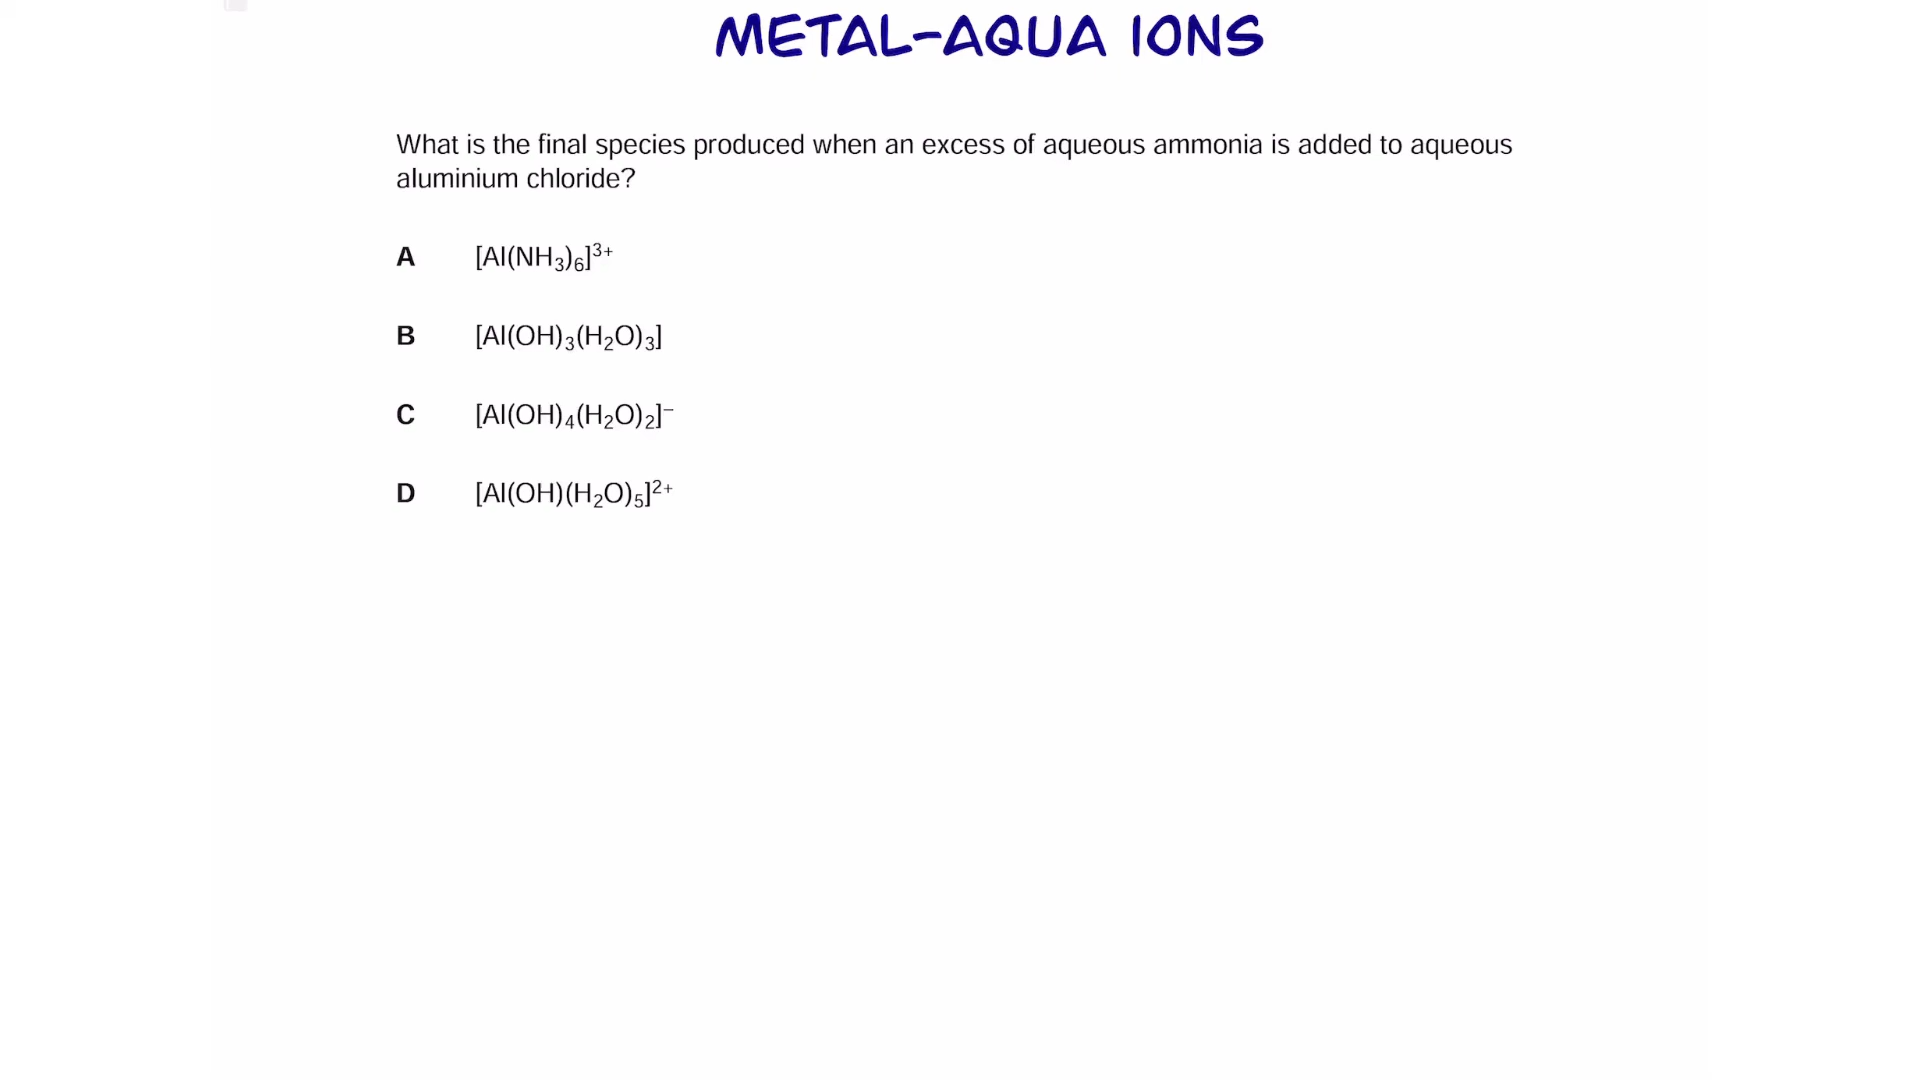 METAL-AQUA IONS
What is the final species produced when an excess of aqueous ammonia is added to aqueous
aluminium chloride?
A [Al(NH₃)₆]³⁺
B [Al(OH)₃(H₂O)₃]
C [Al(OH)₄(H₂O)₂]⁻
D [Al(OH)(H₂O)₅]²⁺